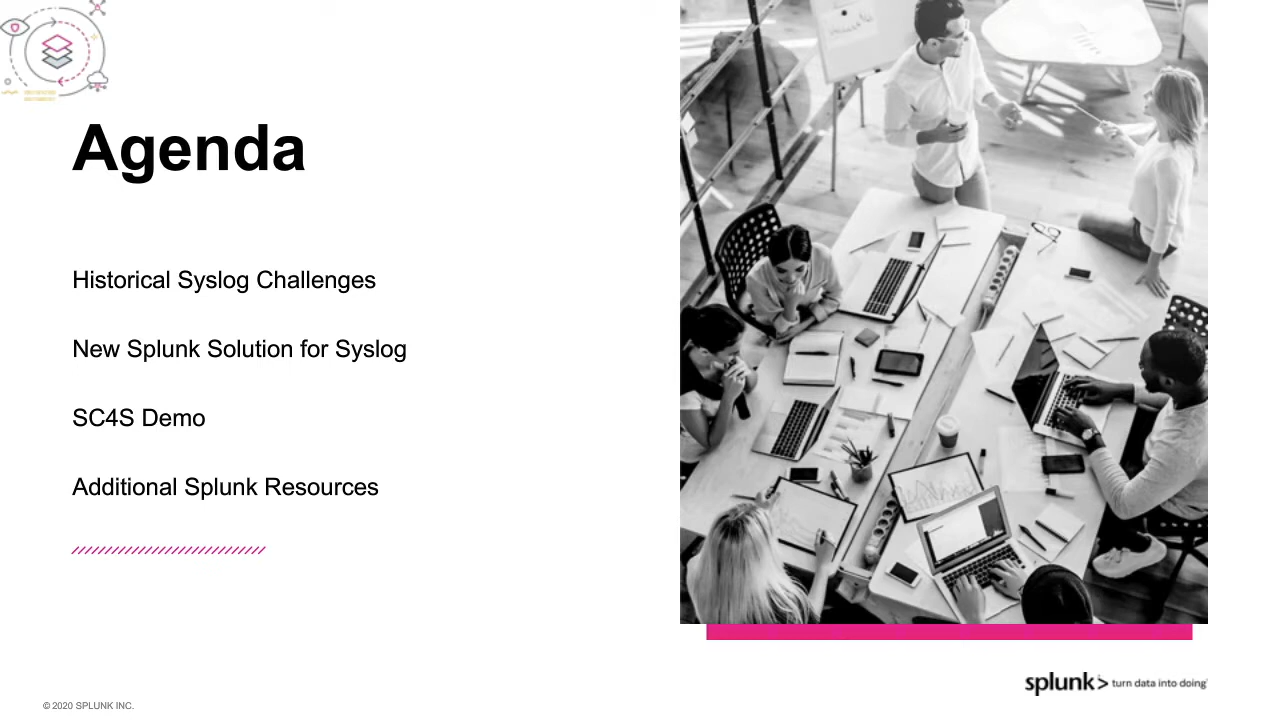 Agenda
Historical Syslog Challenges
New Splunk Solution for Syslog
SC4S Demo
Additional Splunk Resources
splunk> turn data into doing
© 2020 SPLUNK INC.